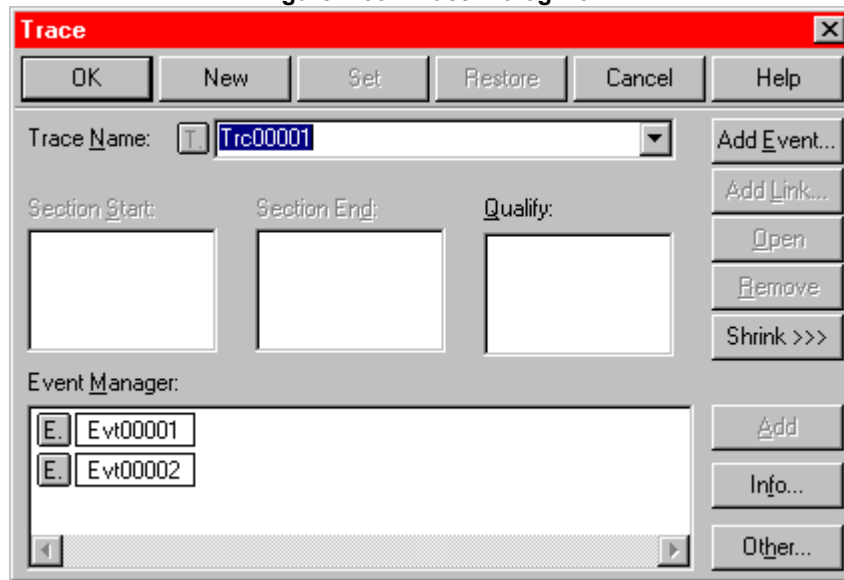 Trace
OK New Set Restore Cancel Help
Trace Name: T. Trc00001 Add Event...
Section Start: Section End: Qualify: Add Link...
Open
Remove
Shrink >>>
Event Manager:
E. Evt00001 Add
E. Evt00002
Info...
Other...